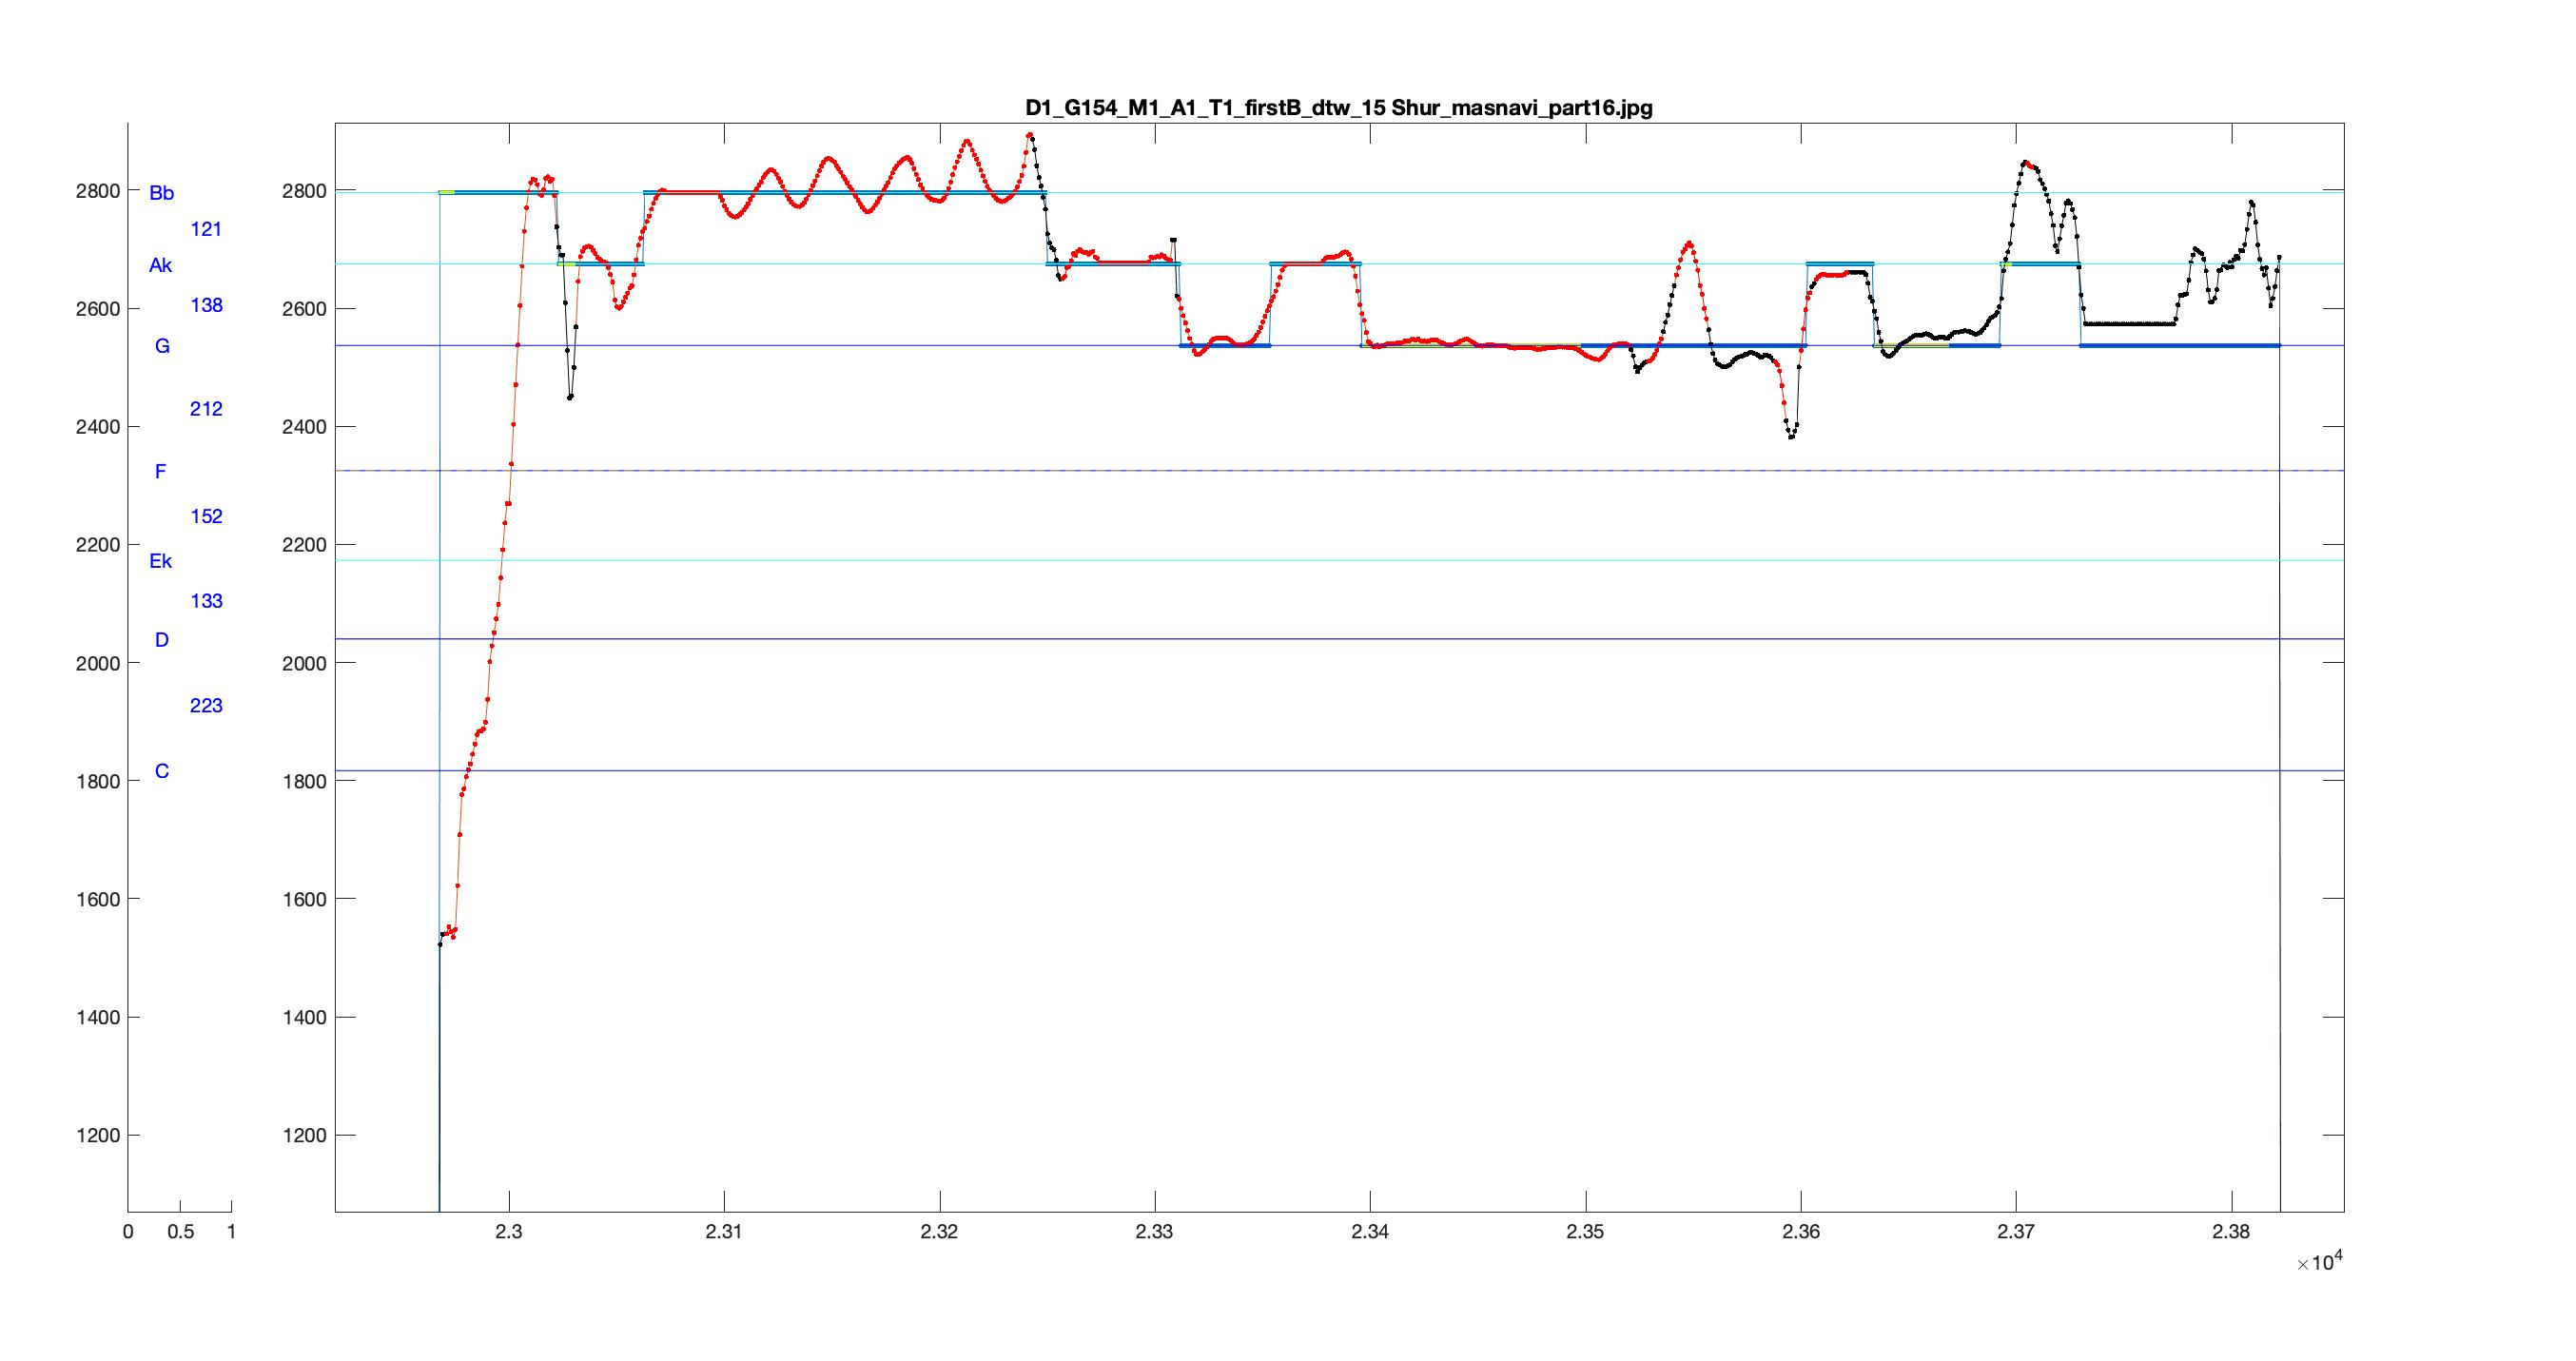 D1_G154_M1_A1_T1_firstB_dtw_15 Shur_masnavi_part16.jpg
2800 Bb 2800
121
Ak
138
2600 2600
G
212
2400 2400
F
152
2200 2200
Ek
133
D
2000 2000
223
C
1800 1800
1600 1600
1400 1400
1200 1200
0 0.5 1 2.3 2.31 2.32 2.33 2.34 2.35 2.36 2.37 2.38
×10⁴